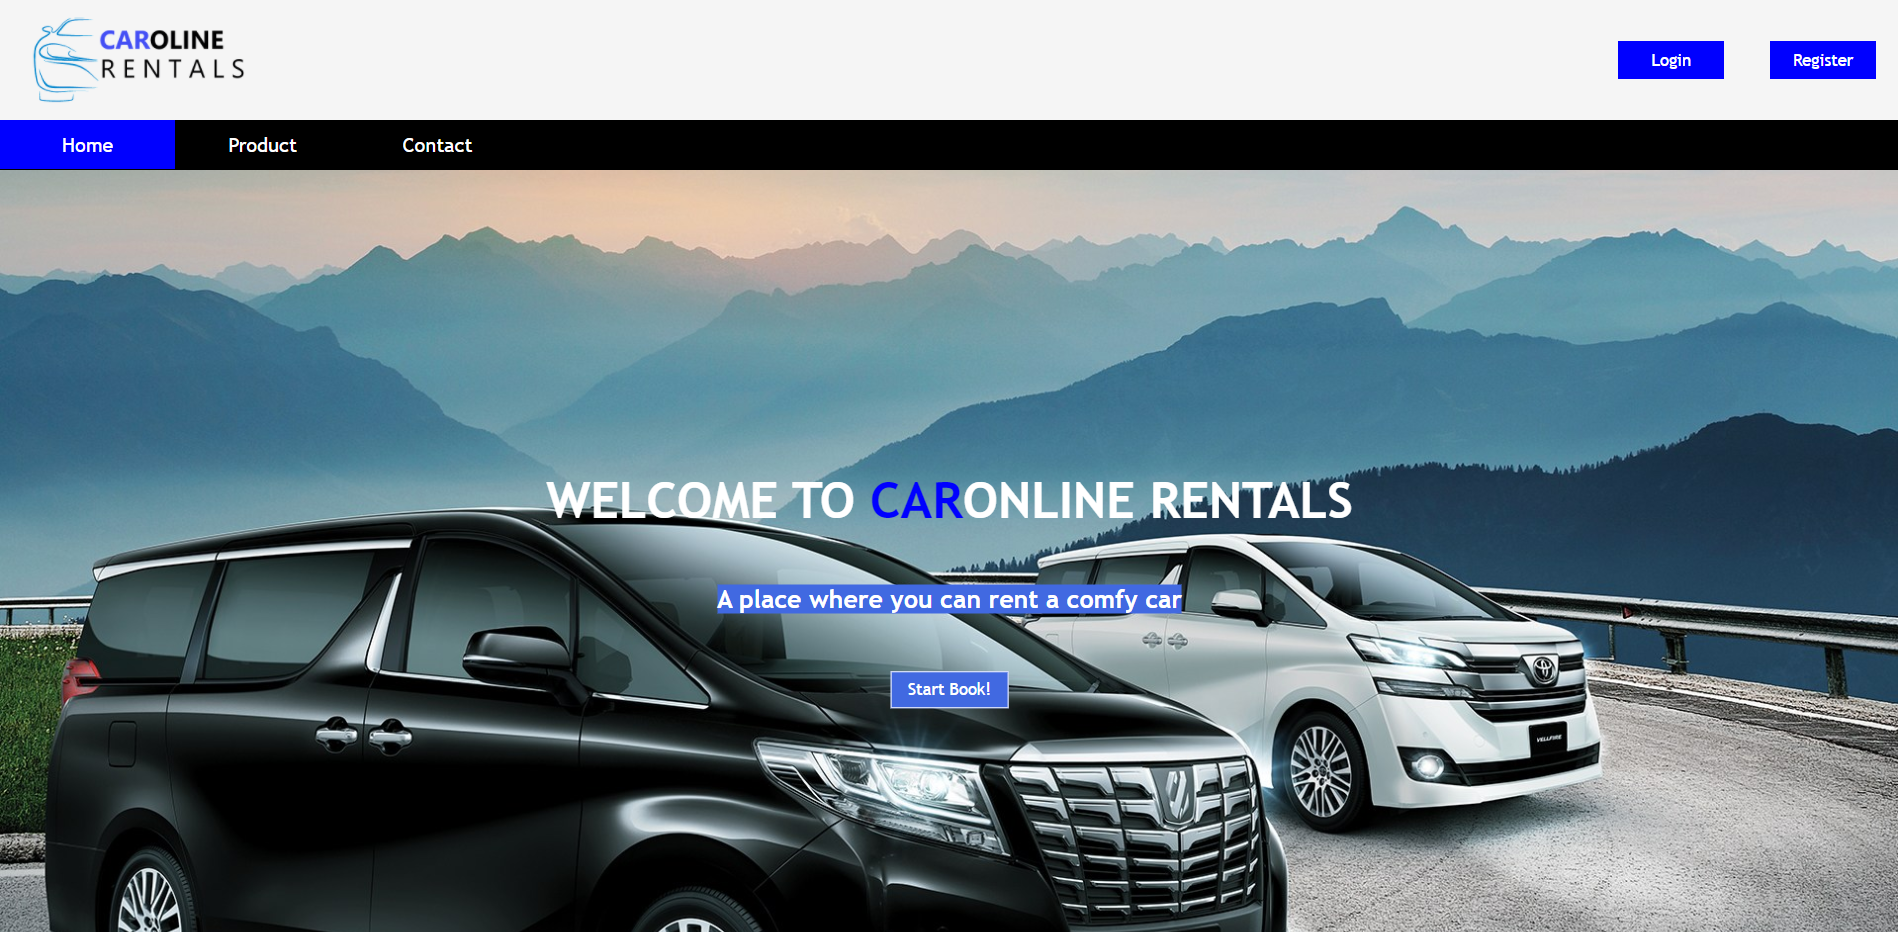 CAROLINE
RENTALS
Login
Register
Home
Product
Contact
WELCOME TO CARONLINE RENTALS
A place where you can rent a comfy car
Start Book!
VELLFIRE